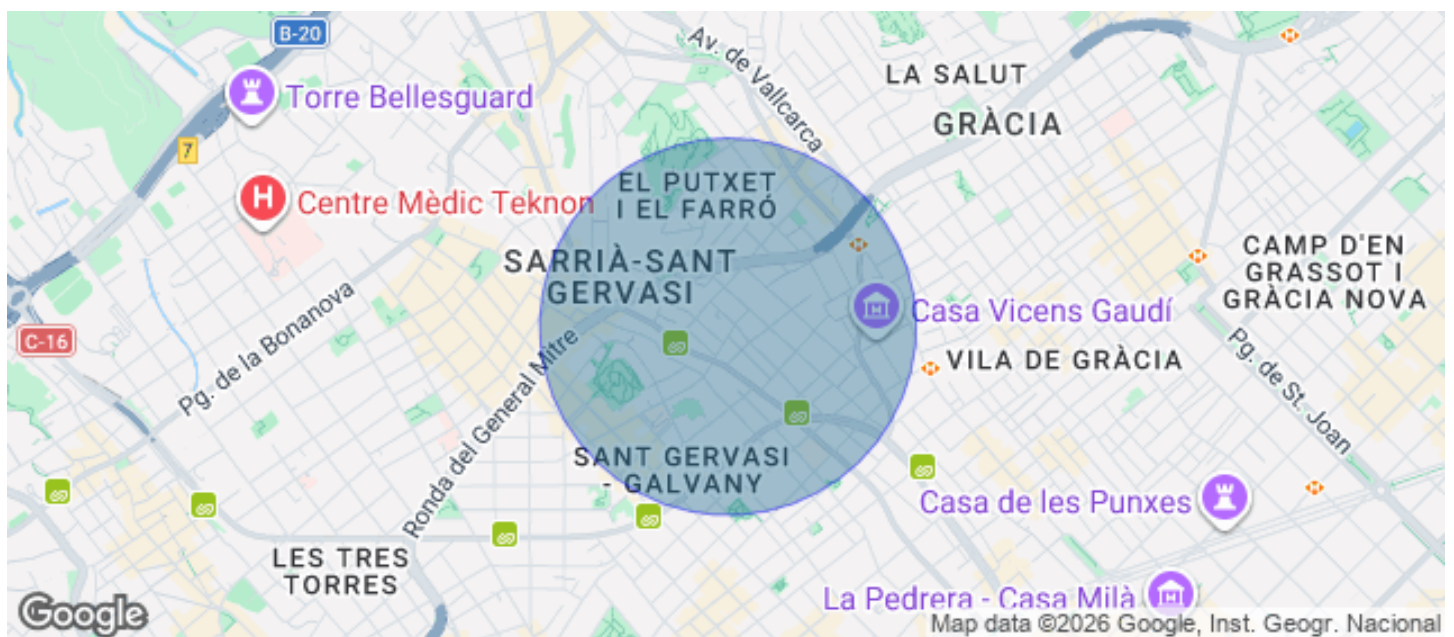 B-20
Av. de Vallcarca
LA SALUT
Torre Bellesguard
GRÀCIA
7
EL PUTXET
I EL FARRÓ
Centre Mèdic Teknon
H
SARRIÀ-SANT
GERVASI
CAMP D'EN
GRASSOT I
GRÀCIA NOVA
Casa Vicens Gaudí
C-16
Pg. de la Bonanova
VILA DE GRÀCIA
Ronda del General Mitre
Pg. de St. Joan
SANT GERVASI
- GALVANY
Casa de les Punxes
LES TRES
TORRES
La Pedrera - Casa Milà
Google
Map data ©2026 Google, Inst. Geogr. Nacional